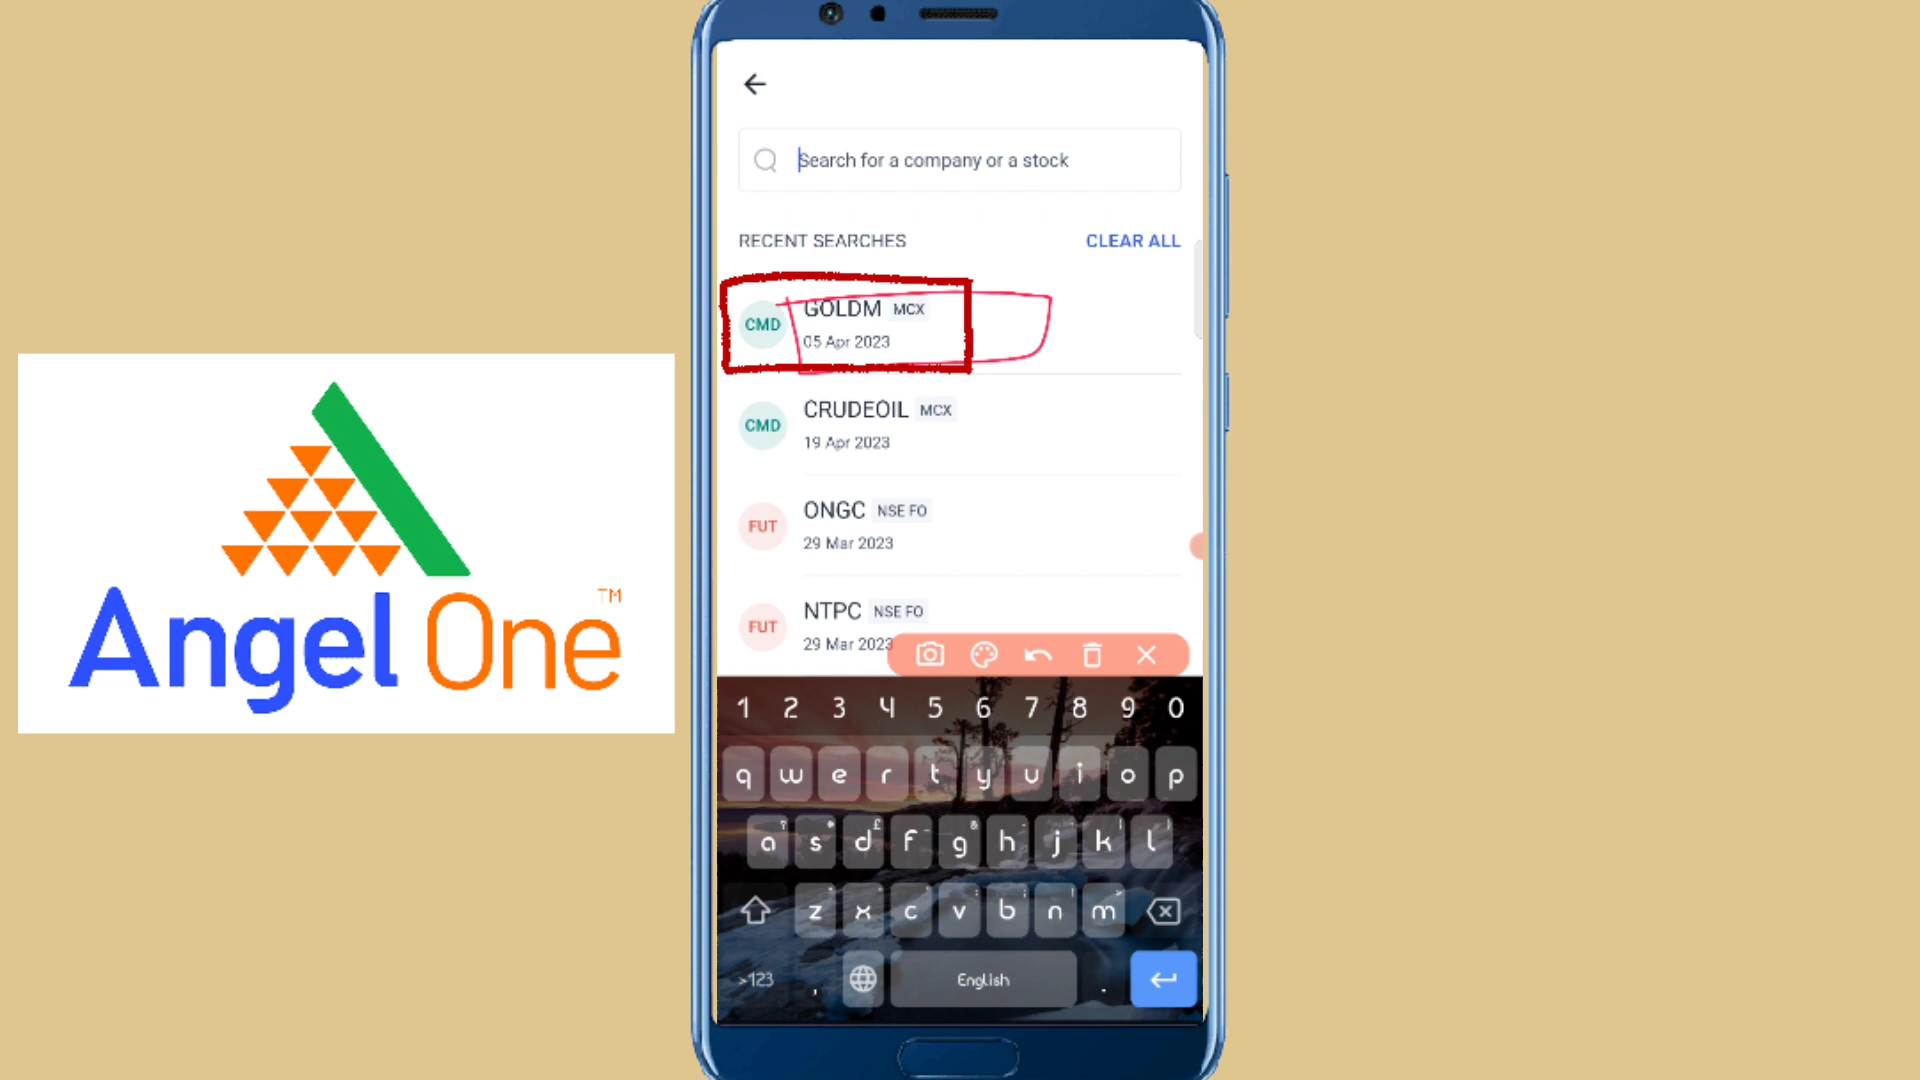 Search for a company or a stock
RECENT SEARCHES CLEAR ALL
CMD GOLDM MCX
05 Apr 2023
CMD CRUDEOIL MCX
19 Apr 2023
FUT ONGC NSE FO
29 Mar 2023
FUT NTPC NSE FO
29 Mar 2023
Angel One TM
1 2 3 4 5 6 7 8 9 0
q w e r t y u i o p
a s d f g h j k l
z x c v b n m
>123 , English .